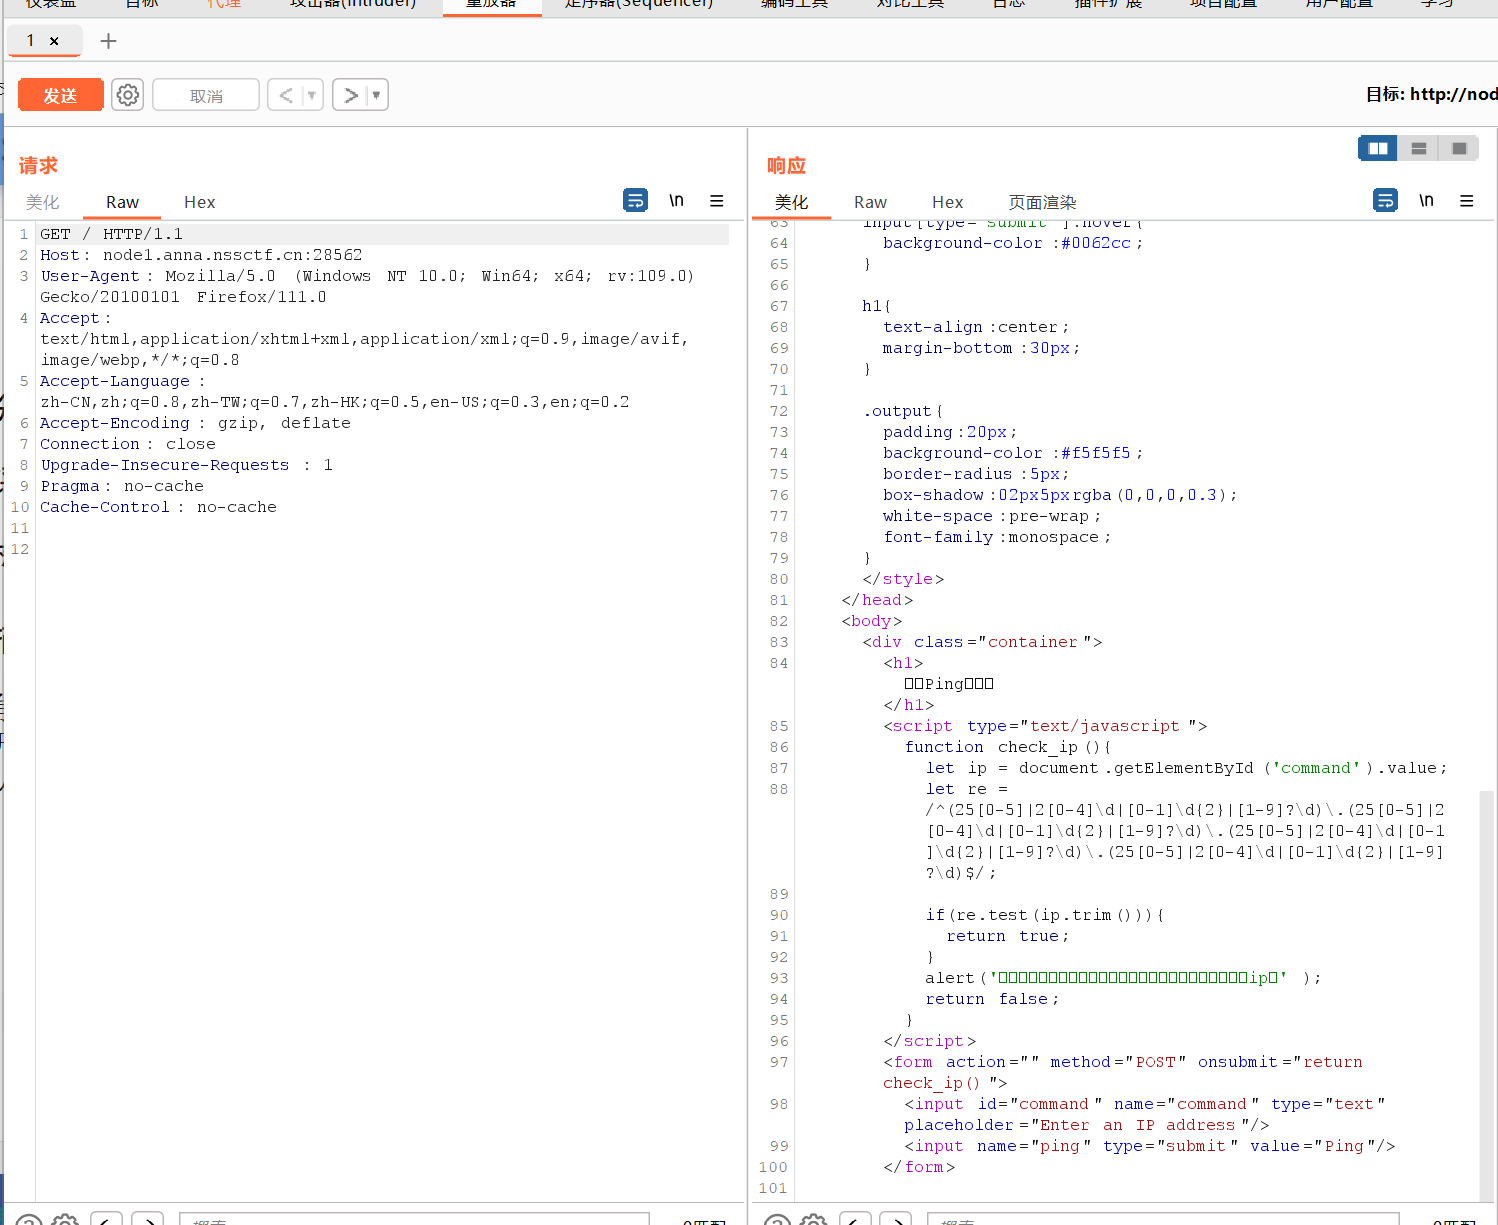 仪表盘 目标 代理 攻击器(Intruder) 重放器 定序器(Sequencer) 编码工具 对比工具 日志 插件扩展 项目配置 用户配置 学习
1 × +
发送 取消 < > 目标: http://nod
请求
美化 Raw Hex \n
1 GET / HTTP/1.1
2 Host: node1.anna.nssctf.cn:28562
3 User-Agent: Mozilla/5.0 (Windows NT 10.0; Win64; x64; rv:109.0)
Gecko/20100101 Firefox/111.0
4 Accept:
text/html,application/xhtml+xml,application/xml;q=0.9,image/avif,
image/webp,*/*;q=0.8
5 Accept-Language:
zh-CN,zh;q=0.8,zh-TW;q=0.7,zh-HK;q=0.5,en-US;q=0.3,en;q=0.2
6 Accept-Encoding: gzip, deflate
7 Connection: close
8 Upgrade-Insecure-Requests: 1
9 Pragma: no-cache
10 Cache-Control: no-cache
11
12
响应
美化 Raw Hex 页面渲染 \n
63 input[type="submit"]:hover{
64 background-color:#0062cc;
65 }
66
67 h1{
68 text-align:center;
69 margin-bottom:30px;
70 }
71
72 .output{
73 padding:20px;
74 background-color:#f5f5f5;
75 border-radius:5px;
76 box-shadow:02px5pxrgba(0,0,0,0.3);
77 white-space:pre-wrap;
78 font-family:monospace;
79 }
80 </style>
81 </head>
82 <body>
83 <div class="container">
84 <h1>
□□Ping□□□
</h1>
85 <script type="text/javascript">
86 function check_ip(){
87 let ip = document.getElementById('command').value;
88 let re =
/^(25[0-5]|2[0-4]\d|[0-1]\d{2}|[1-9]?\d)\.(25[0-5]|2
[0-4]\d|[0-1]\d{2}|[1-9]?\d)\.(25[0-5]|2[0-4]\d|[0-1
]\d{2}|[1-9]?\d)\.(25[0-5]|2[0-4]\d|[0-1]\d{2}|[1-9]
?\d)$/;
89
90 if(re.test(ip.trim())){
91 return true;
92 }
93 alert('□□□□□□□□□□□□□□□□□□□□□□□□□ip□');
94 return false;
95 }
96 </script>
97 <form action="" method="POST" onsubmit="return
check_ip()">
98 <input id="command" name="command" type="text"
placeholder="Enter an IP address"/>
99 <input name="ping" type="submit" value="Ping"/>
100 </form>
101
搜索 0匹配
搜索 0匹配